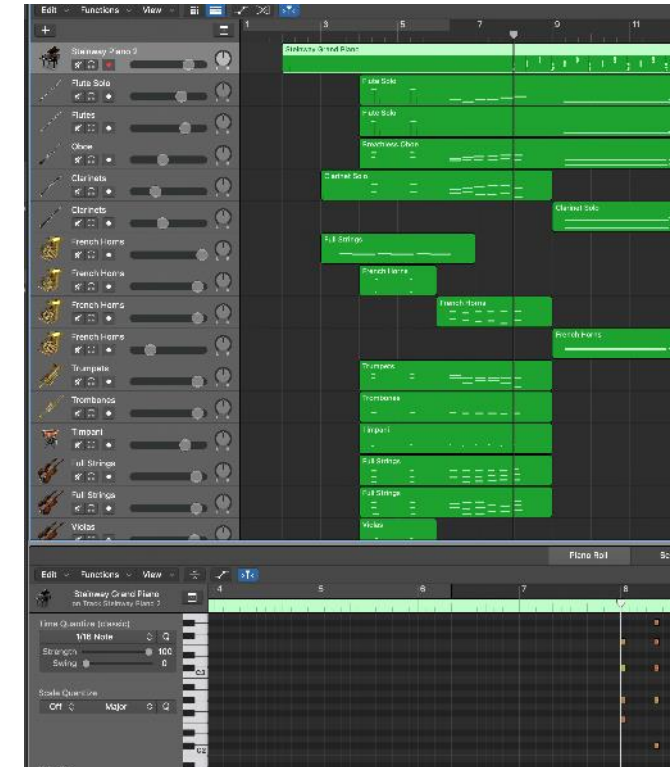 Edit Functions View
1 3 5 7 9 11
Steinway Piano 2
Steinway Grand Piano
Flute Solo
Flute Solo
Flutes
Flute Solo
Oboe
Breathless Oboe
Clarinets
Clarinet Solo
Clarinets
Clarinet Solo
French Horns
Full Strings
French Horns
French Horns
French Horns
French Horns
French Horns
French Horns
Trumpets
Trumpets
Trombones
Trombones
Timpani
Timpani
Full Strings
Full Strings
Full Strings
Full Strings
Violas
Violas
Piano Roll
Edit Functions View
Steinway Grand Piano
on Track Steinway Piano 2
4 5 6 7 8
Time Quantize (classic)
1/16 Note Q
Strength 100
Swing 0
C3
Scale Quantize
Off Major Q
C2